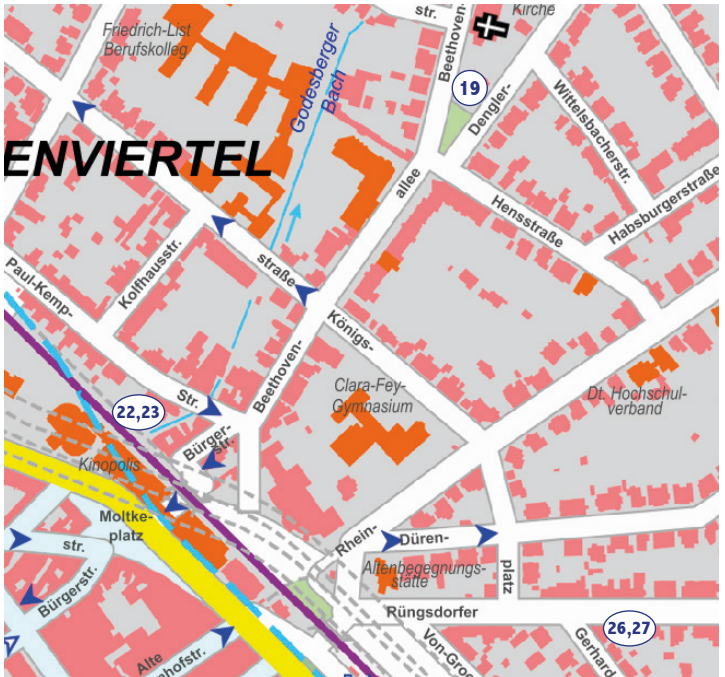 str.
Kirche
Friedrich-List
Berufskolleg
Beethoven-
Godesberger
Bach
19
Dengler-
Wittelsbacherstr.
ENVIERTEL
allee
Hensstraße
Habsburgerstraße
Kolfhausstr.
Paul-Kemp-
straße
Königs-
Beethoven-
Str.
22,23
Clara-Fey-
Gymnasium
Dt. Hochschul-
verband
Bürger-
str.
Kinopolis
Moltke-
platz
Rhein-
Düren-
str.
Altenbegegnungs-
stätte
platz
Bürgerstr.
Rüngsdorfer
26,27
Alte
nhofstr.
Von-Groo
Gerhard